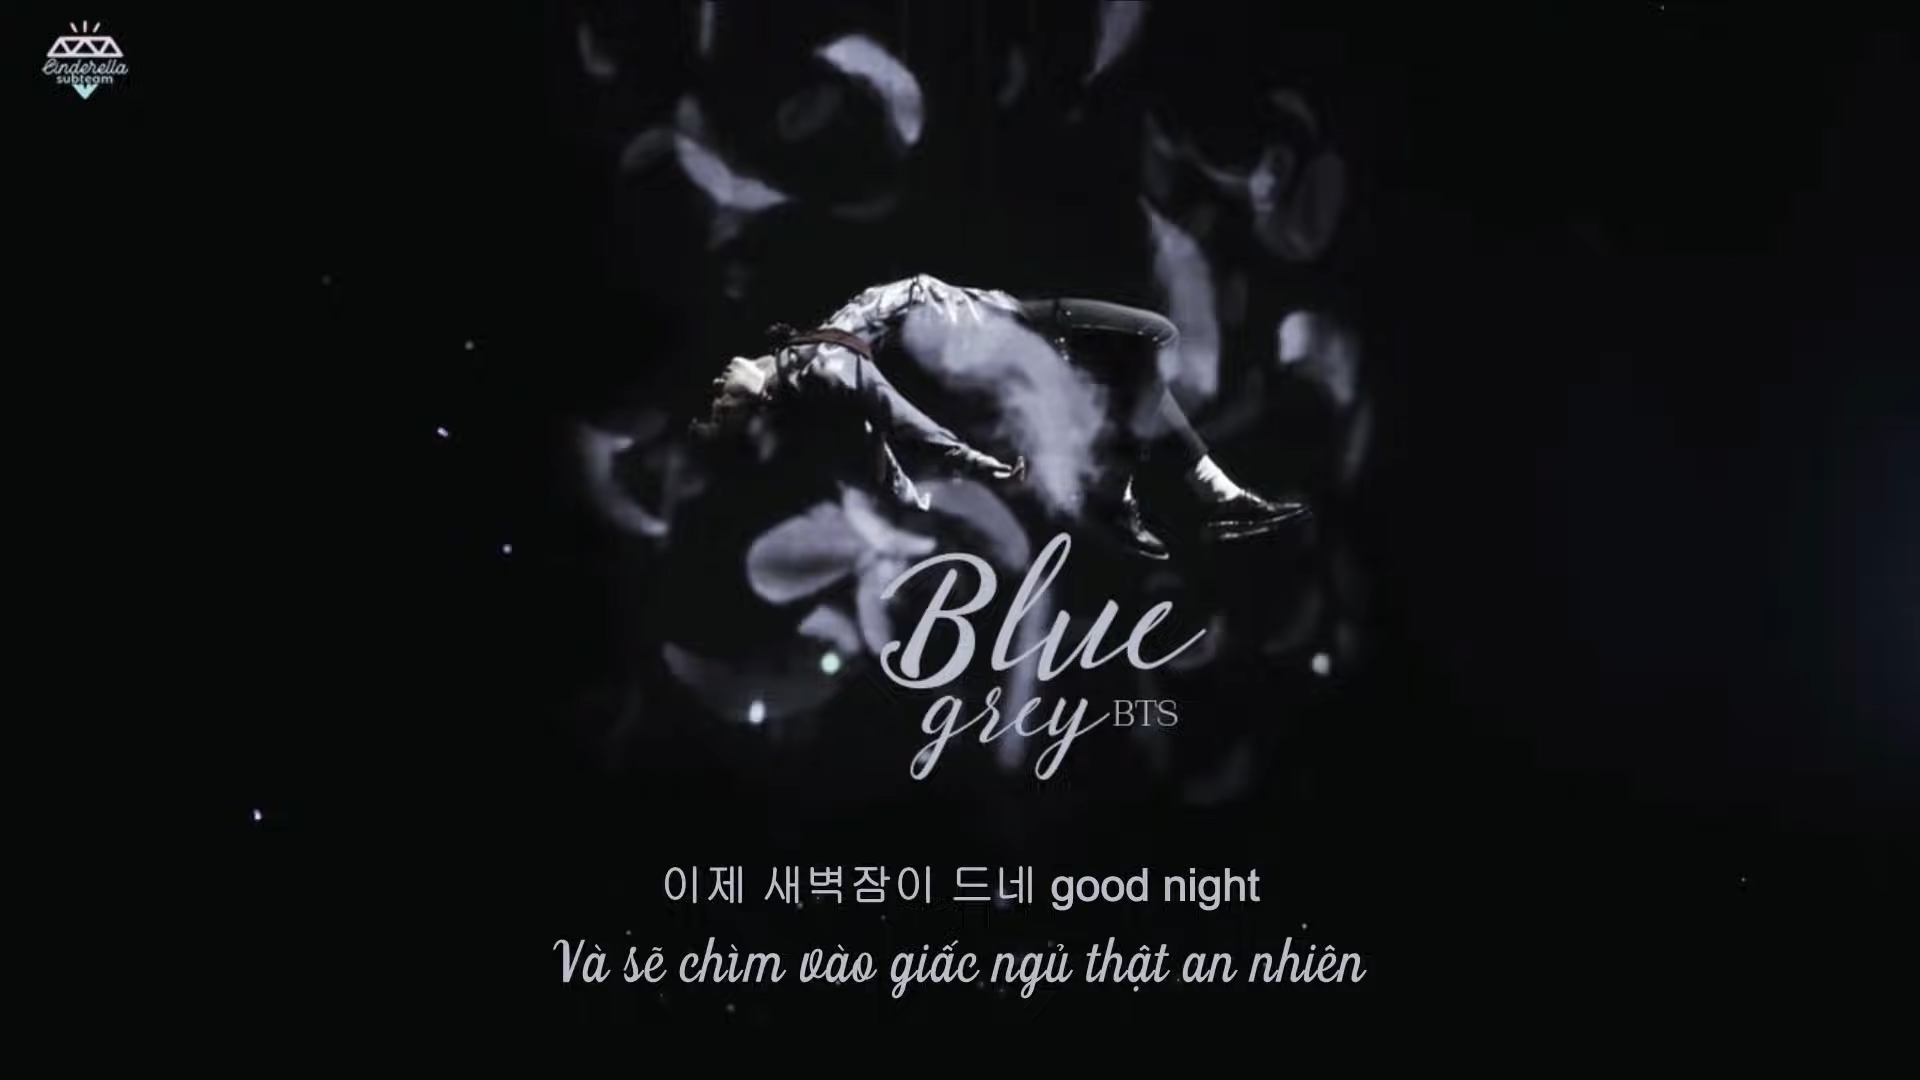 Cinderella
subteam
Blue
grey BTS
이제 새벽잠이 드네 good night
Và sẽ chìm vào giấc ngủ thật an nhiên